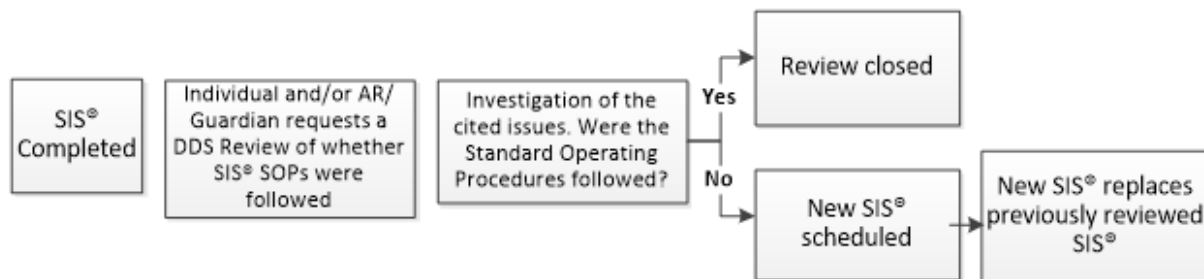 SIS®
Completed
Individual and/or AR/
Guardian requests a
DDS Review of whether
SIS® SOPs were
followed
Investigation of the
cited issues. Were the
Standard Operating
Procedures followed?
Yes
No
Review closed
New SIS®
scheduled
New SIS® replaces
previously reviewed
SIS®